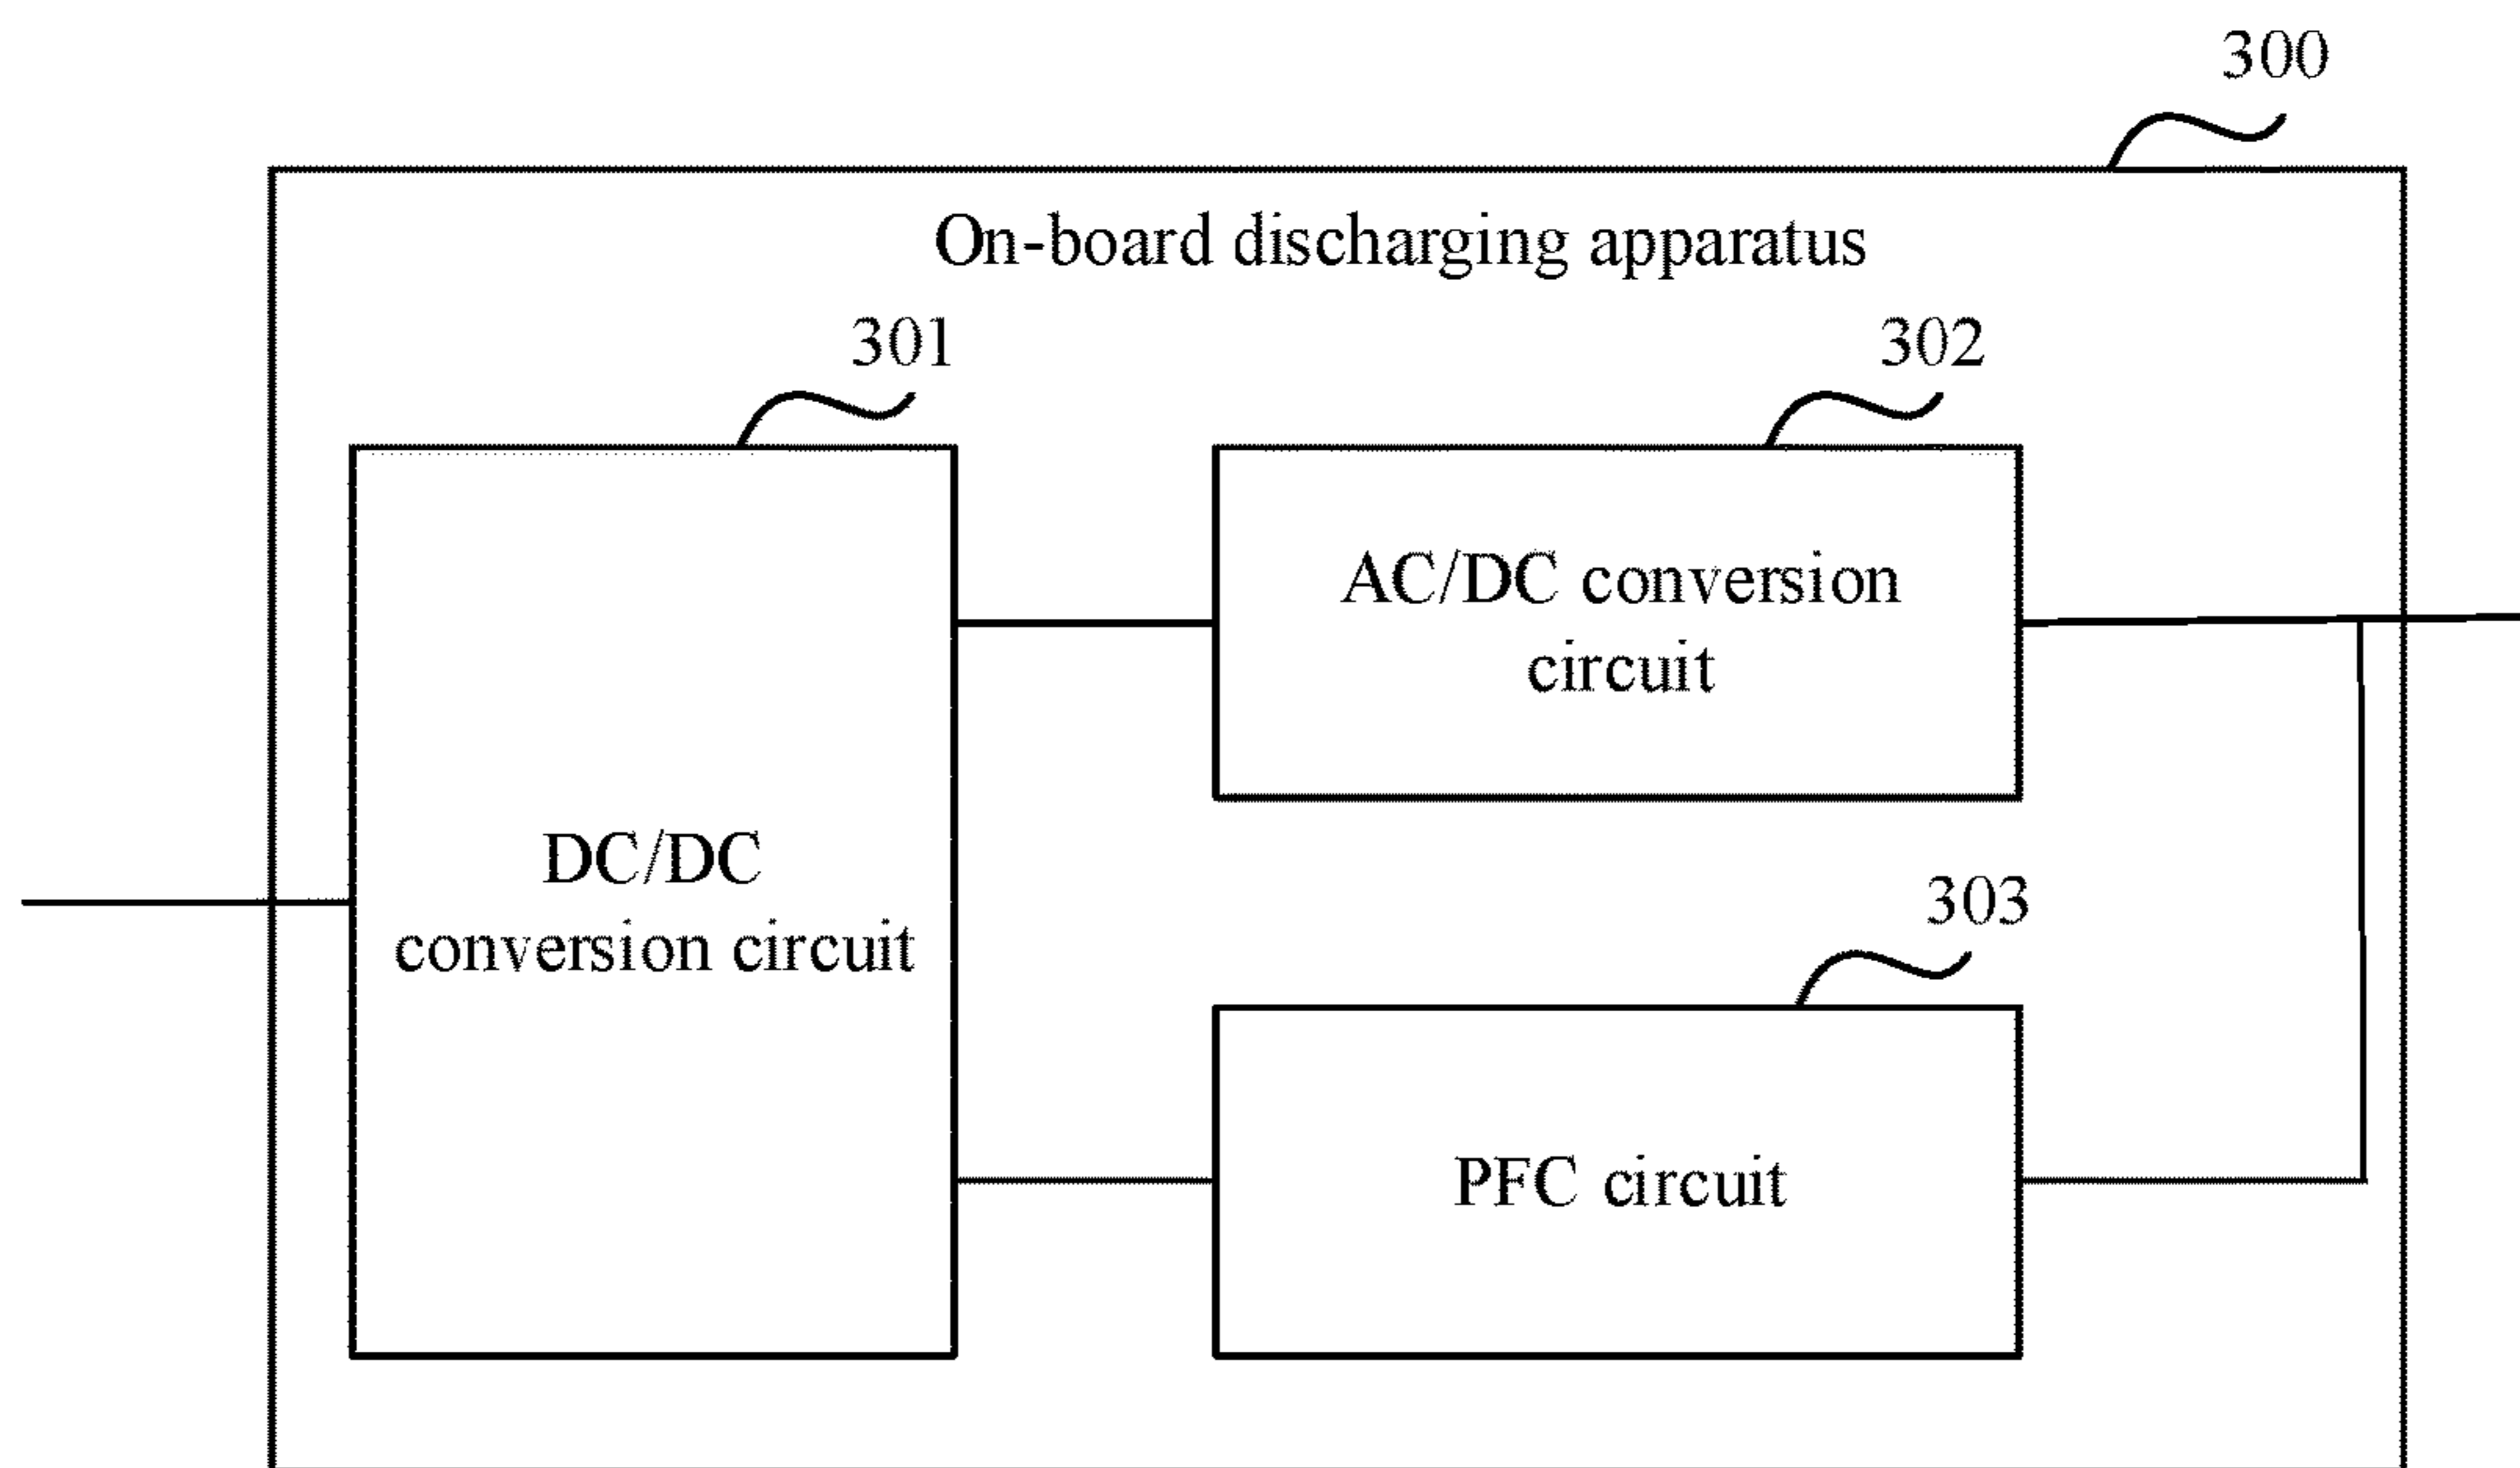 300
On-board discharging apparatus
301
302
AC/DC conversion
circuit
DC/DC
conversion circuit
303
PFC circuit